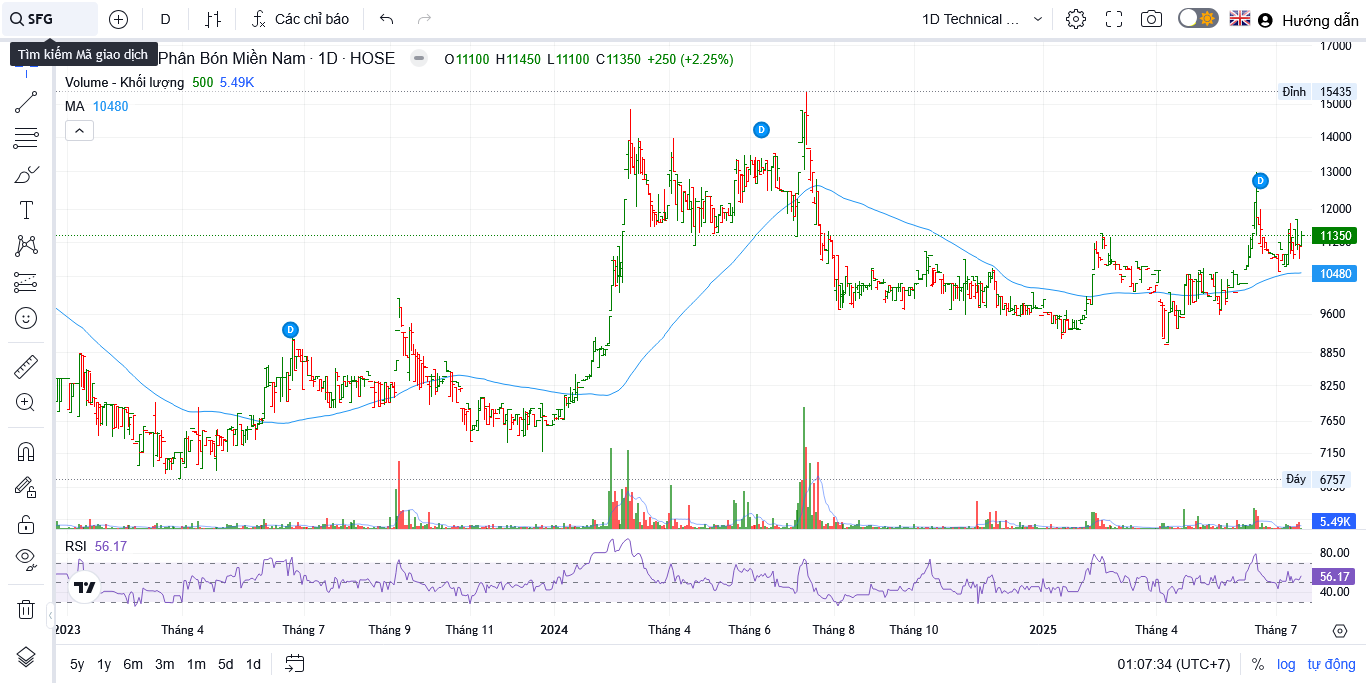 SFG
D
Các chỉ báo
1D Technical ...
Hướng dẫn
Tìm kiếm Mã giao dịch
Phân Bón Miền Nam · 1D · HOSE
O11100 H11450 L11100 C11350 +250 (+2.25%)
Volume - Khối lượng 500 5.49K
MA 10480
17000
Đỉnh 15435
15000
14000
D
13000
D
12000
11350
10480
9600
D
8850
8250
7650
7150
Đáy 6757
5.49K
RSI 56.17
80.00
56.17
40.00
2023 Tháng 4 Tháng 7 Tháng 9 Tháng 11 2024 Tháng 4 Tháng 6 Tháng 8 Tháng 10 2025 Tháng 4 Tháng 7
5y 1y 6m 3m 1m 5d 1d
01:07:34 (UTC+7) % log tự động